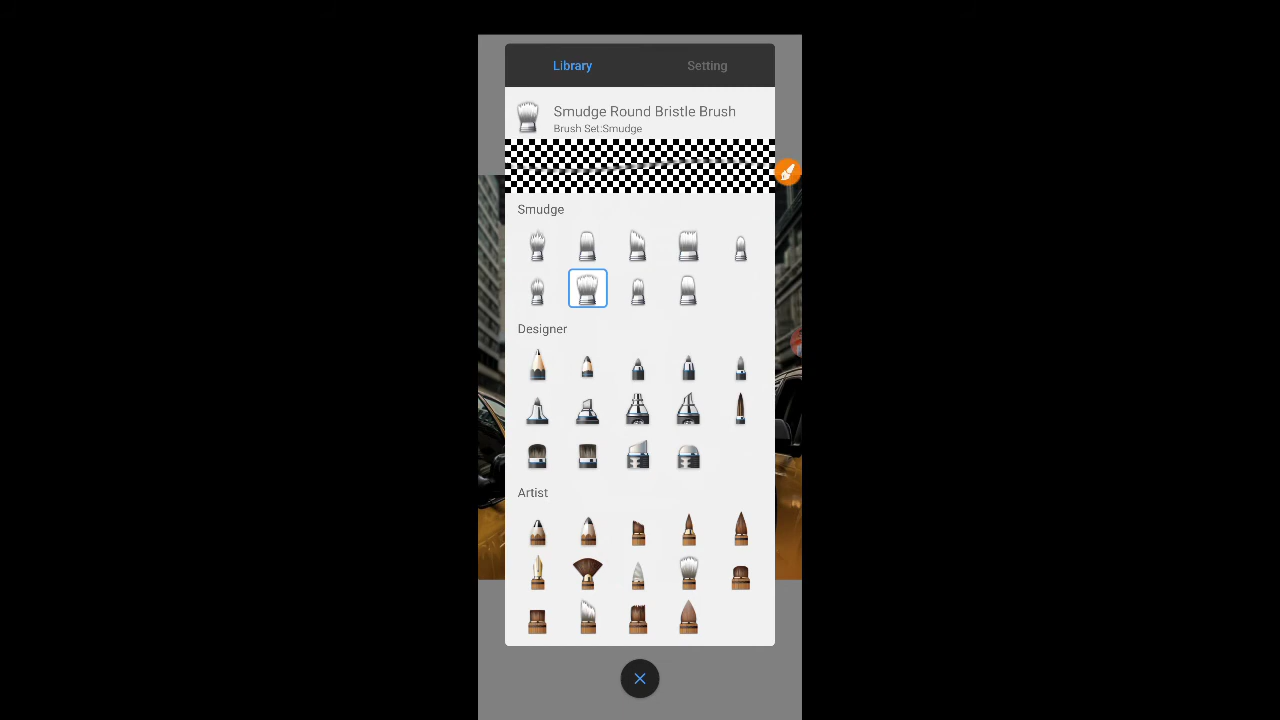 Library
Setting
Smudge Round Bristle Brush
Brush Set:Smudge
Smudge
Designer
Artist